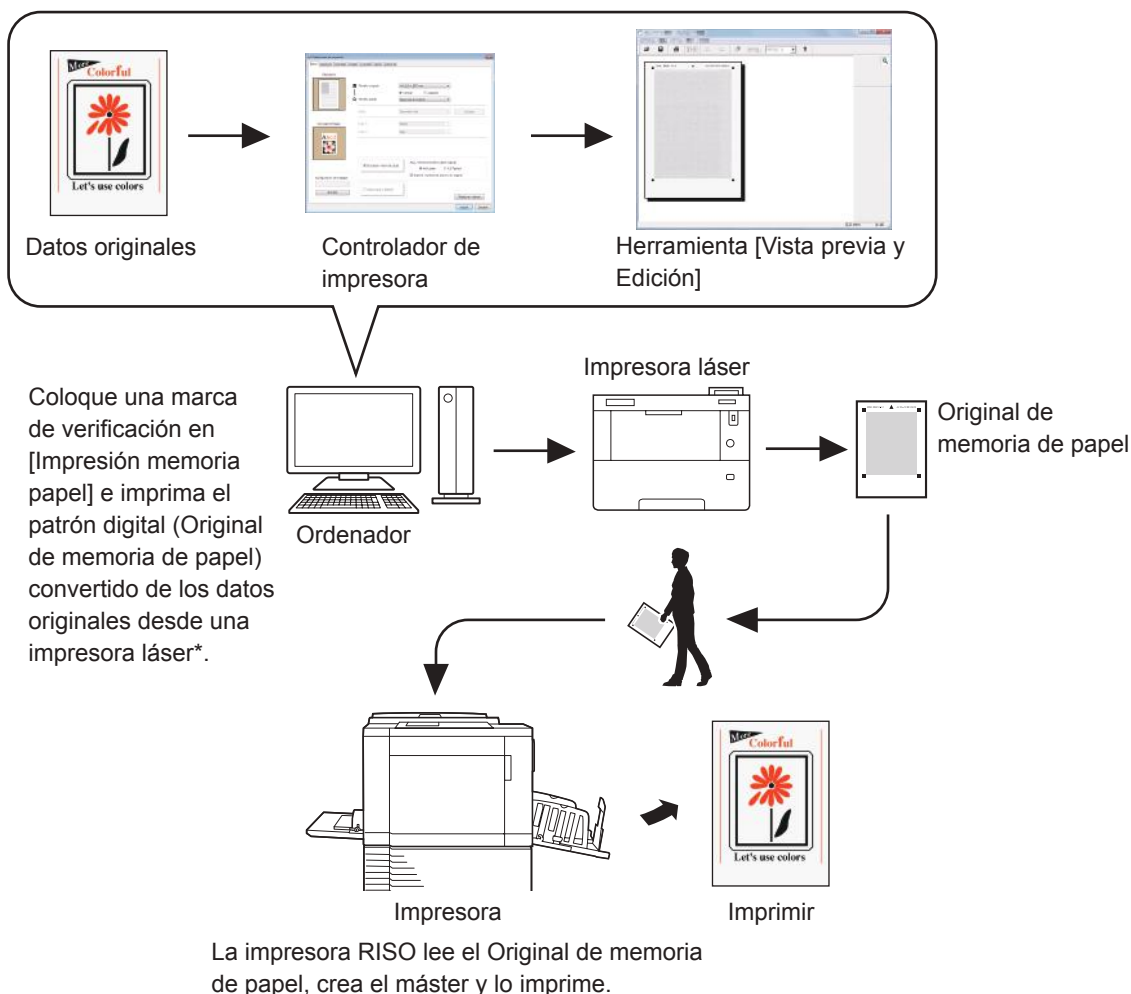 More
Colorful
Let's use colors
Datos originales
Controlador de
impresora
Herramienta [Vista previa y
Edición]
Coloque una marca
de verificación en
[Impresión memoria
papel] e imprima el
patrón digital (Original
de memoria de papel)
convertido de los datos
originales desde una
impresora láser*.
Ordenador
Impresora láser
Original de
memoria de papel
Impresora
More
Colorful
Let's use colors
Imprimir
La impresora RISO lee el Original de memoria
de papel, crea el máster y lo imprime.